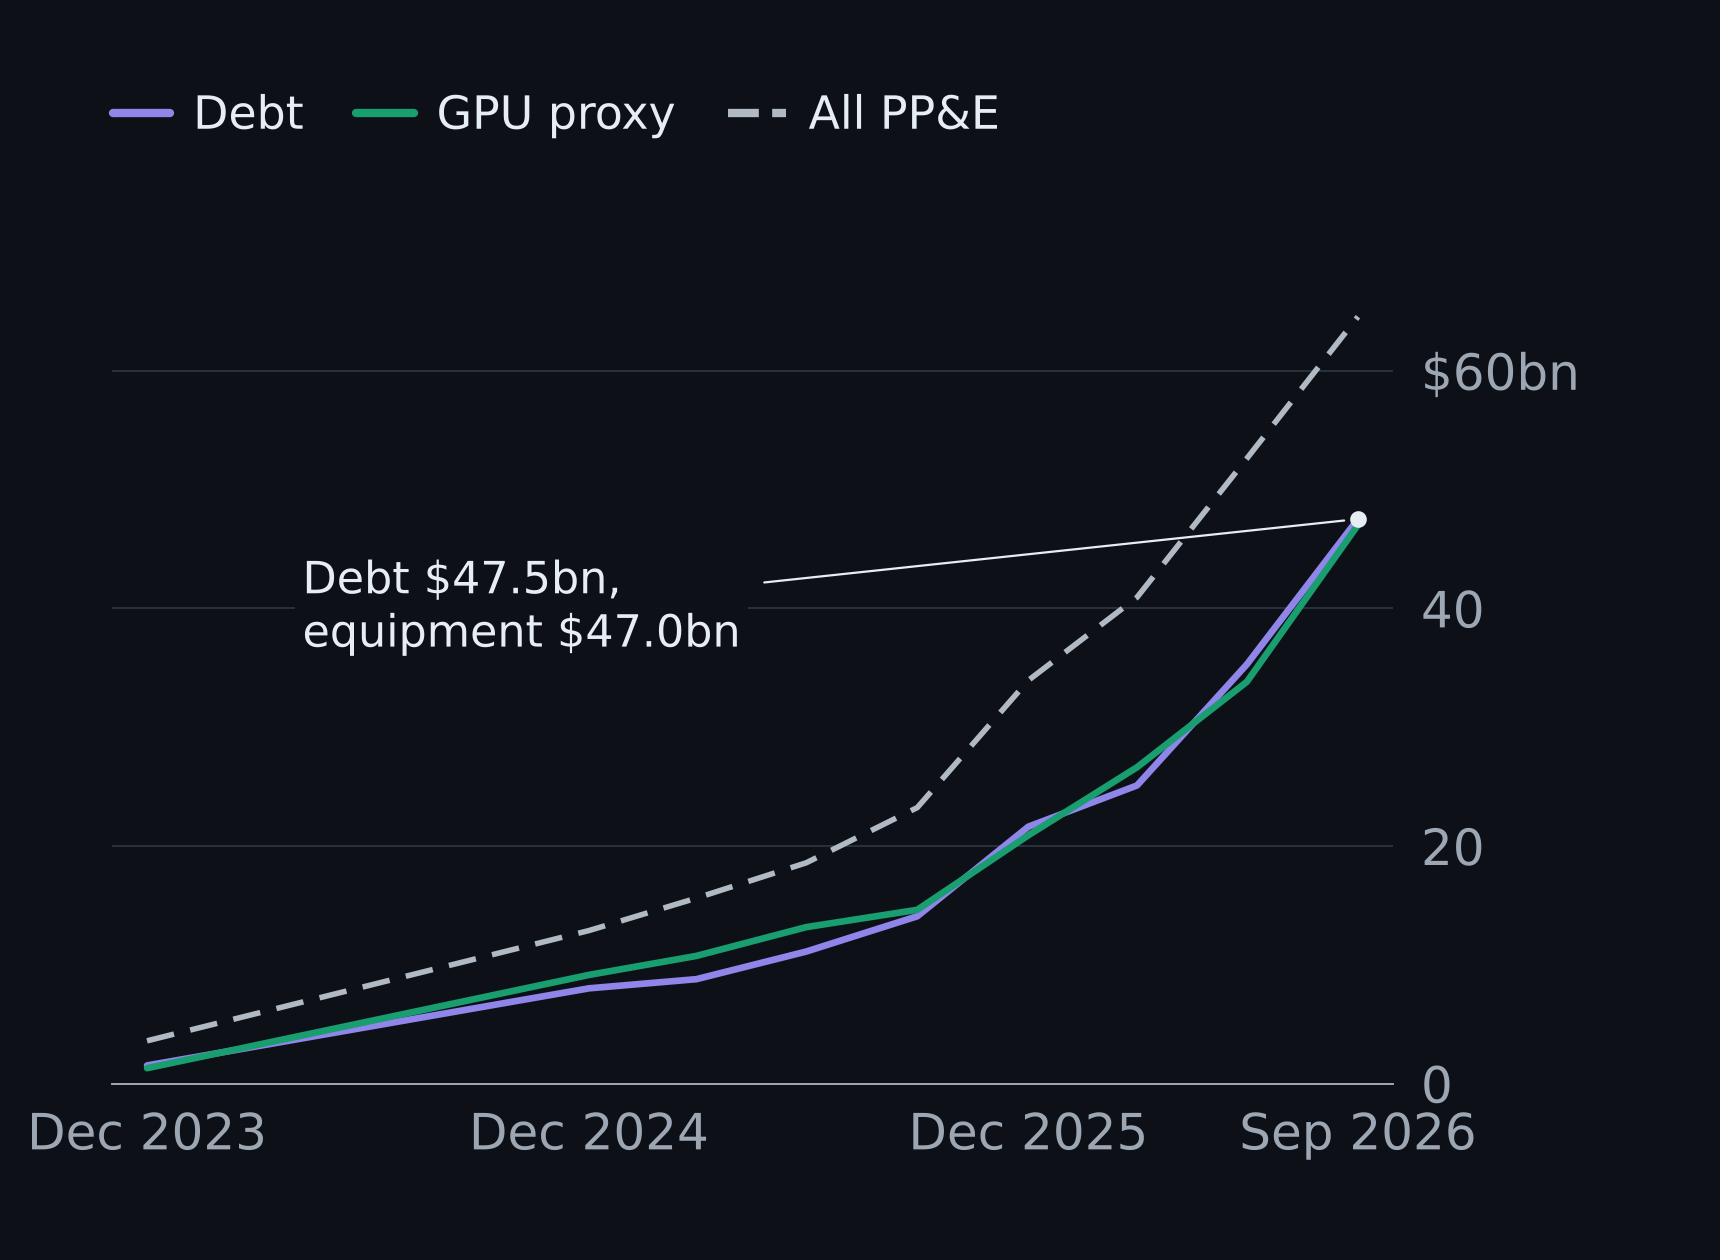 Debt GPU proxy All PP&E
$60bn
Debt $47.5bn,
equipment $47.0bn
40
20
0
Dec 2023 Dec 2024 Dec 2025 Sep 2026